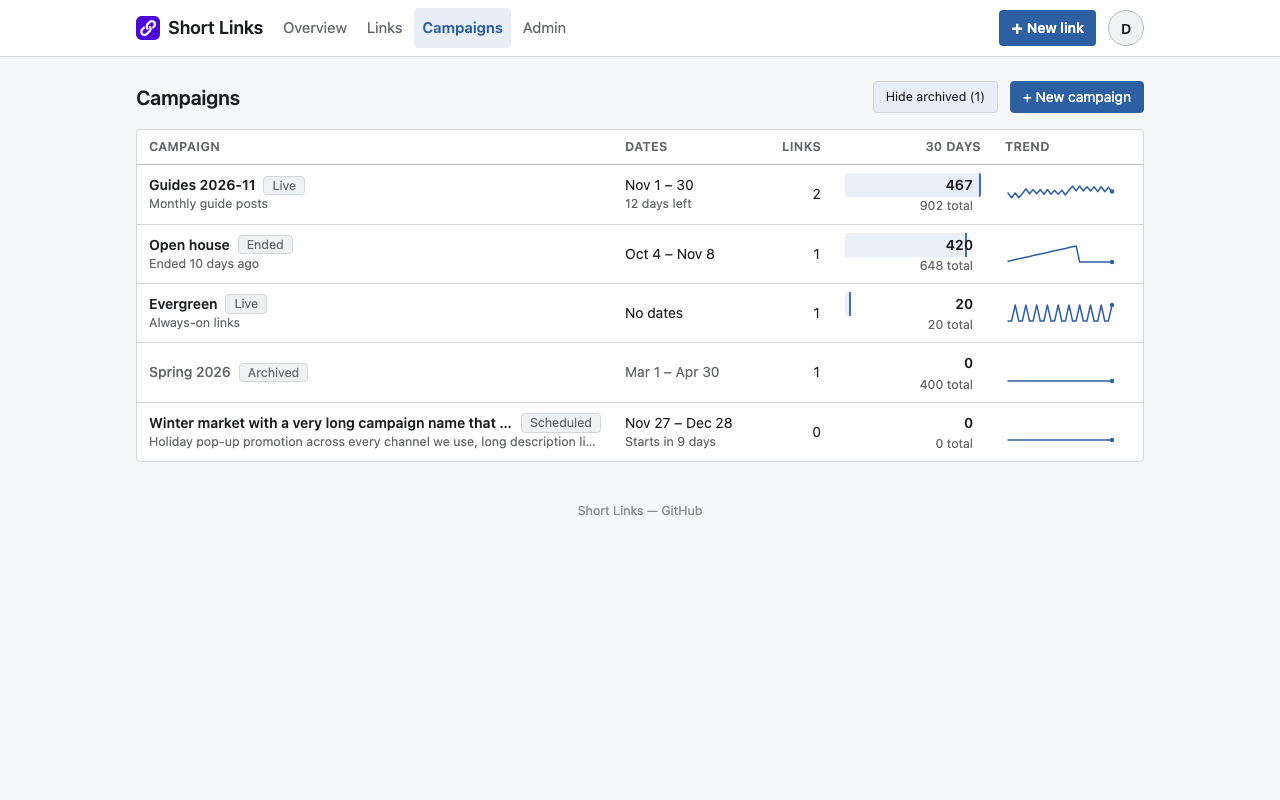 Short Links Overview Links Campaigns Admin + New link D
Campaigns Hide archived (1) + New campaign
CAMPAIGN DATES LINKS 30 DAYS TREND
Guides 2026-11 Live Nov 1 – 30 2 467
Monthly guide posts 12 days left 902 total
Open house Ended Oct 4 – Nov 8 1 420
Ended 10 days ago 648 total
Evergreen Live No dates 1 20
Always-on links 20 total
Spring 2026 Archived Mar 1 – Apr 30 1 0
400 total
Winter market with a very long campaign name that ... Scheduled Nov 27 – Dec 28 0 0
Holiday pop-up promotion across every channel we use, long description li... Starts in 9 days 0 total
Short Links — GitHub